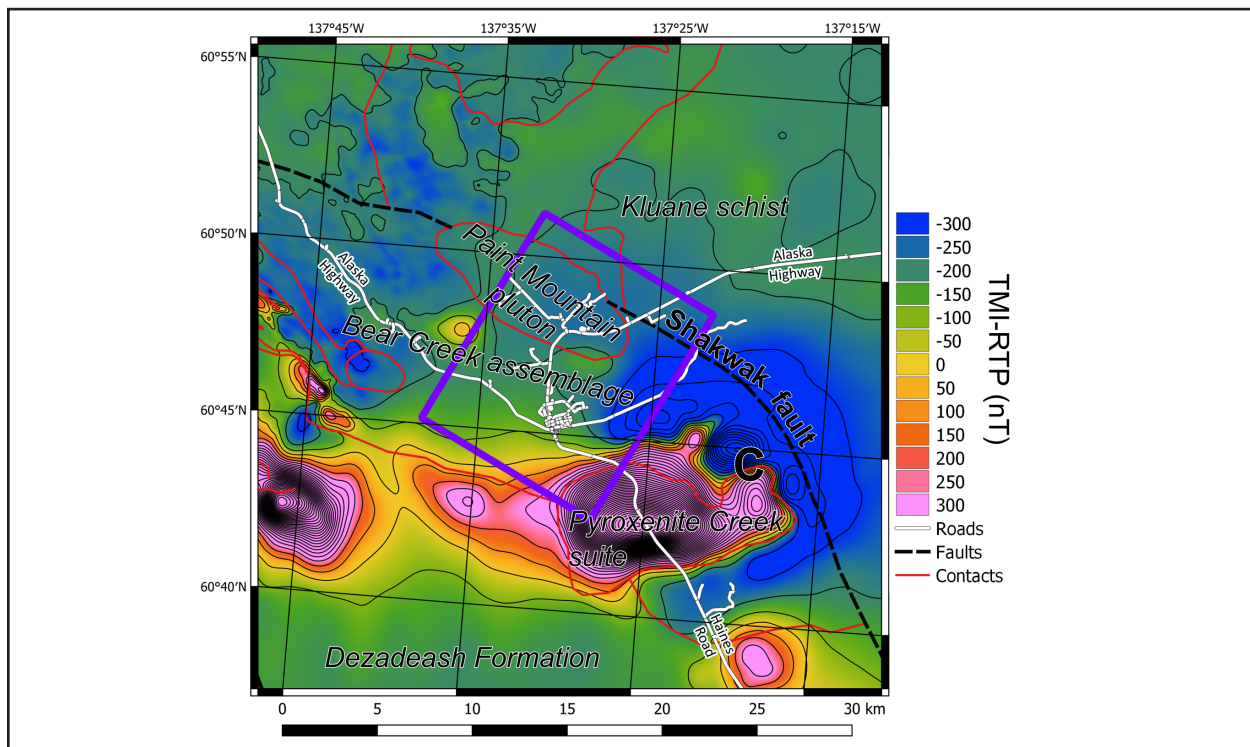 137°45'W
137°35'W
137°25'W
137°15'W
60°55'N
60°50'N
60°45'N
60°40'N
Kluane schist
Paint Mountain
pluton
Alaska
Highway
Alaska
Highway
Bear Creek assemblage
Shakwak fault
C
Pyroxenite Creek
suite
Haines
Road
Dezadeash Formation
-300
-250
-200
-150
-100
-50
0
50
100
150
200
250
300
TMI-RTP (nT)
Roads
Faults
Contacts
0
5
10
15
20
25
30 km